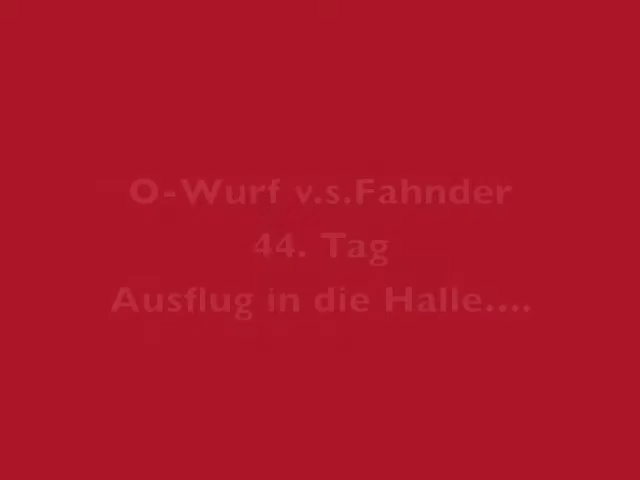 O-Wurf v.s.Fahnder
44. Tag
Ausflug in die Halle....